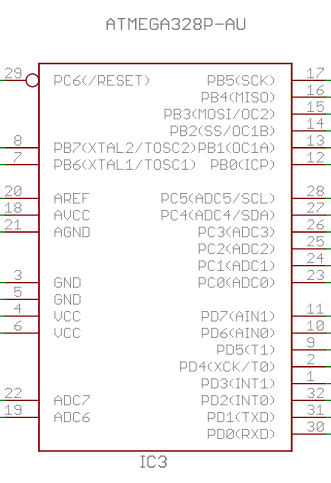 ATMEGA328P-AU
29 PC6(/RESET) PB5(SCK) 17
PB4(MISO) 16
PB3(MOSI/OC2) 15
PB2(SS/OC1B) 14
8 PB7(XTAL2/TOSC2) PB1(OC1A) 13
7 PB6(XTAL1/TOSC1) PB0(ICP) 12
20 AREF PC5(ADC5/SCL) 28
18 AVCC PC4(ADC4/SDA) 27
21 AGND PC3(ADC3) 26
PC2(ADC2) 25
PC1(ADC1) 24
3 GND PC0(ADC0) 23
5 GND
4 VCC PD7(AIN1) 11
6 VCC PD6(AIN0) 10
PD5(T1) 9
PD4(XCK/T0) 2
PD3(INT1) 1
22 ADC7 PD2(INT0) 32
19 ADC6 PD1(TXD) 31
PD0(RXD) 30
IC3